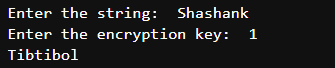 Enter the string:  Shashank
Enter the encryption key:  1
Tibtibol